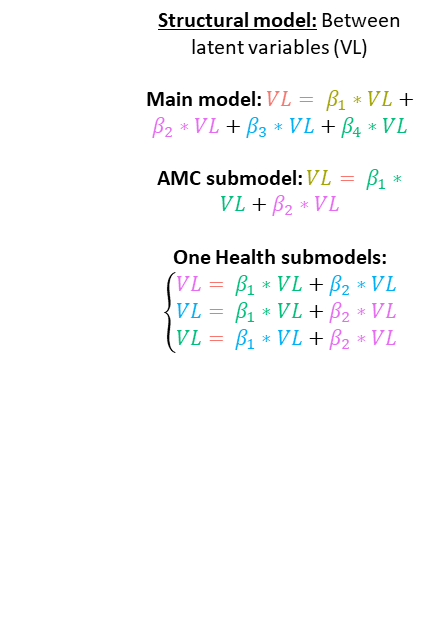 Structural model: Between
latent variables (VL)
Main model: VL = β₁ * VL +
β₂ * VL + β₃ * VL + β₄ * VL
AMC submodel: VL = β₁ *
VL + β₂ * VL
One Health submodels:
VL = β₁ * VL + β₂ * VL
VL = β₁ * VL + β₂ * VL
VL = β₁ * VL + β₂ * VL